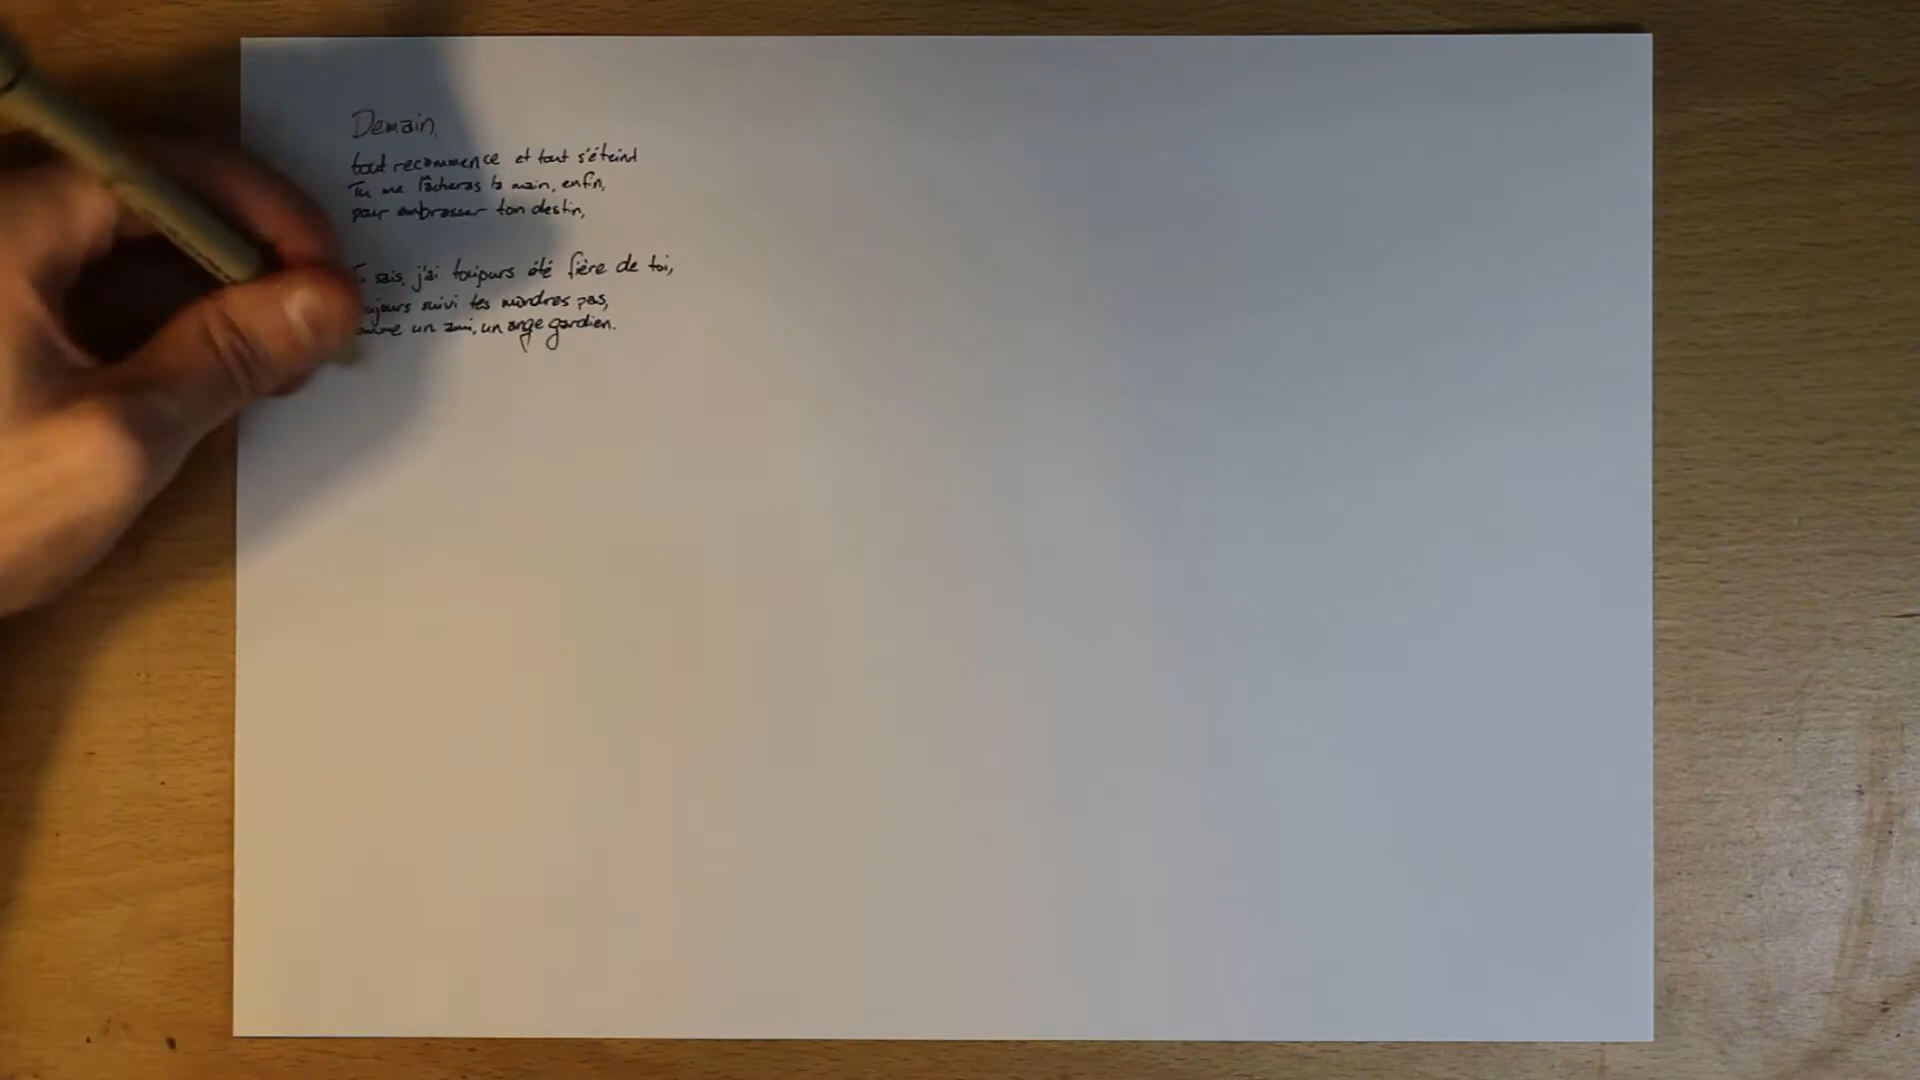 Demain,
tout recommence et tout s'éteint
Tu me lâcheras la main, enfin,
pour embrasser ton destin,
sais, j'ai toujours été fière de toi,
suivi tes moindres pas,
un ami, un ange gardien.